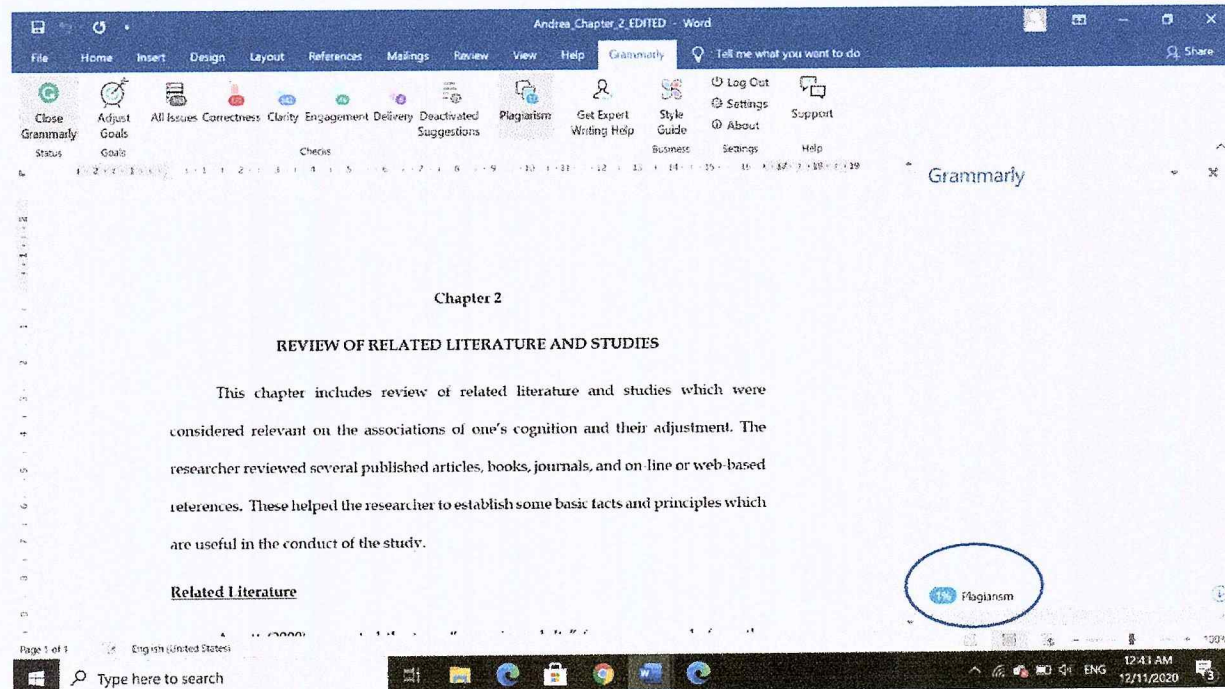 Andrea_Chapter_2_EDITED - Word
File Home Insert Design Layout References Mailings Review View Help Grammarly Tell me what you want to do Share
Close Grammarly
Adjust Goals
All Issues Correctness Clarity Engagement Delivery Deactivated Suggestions
Plagiarism
Get Expert Writing Help
Style Guide
Log Out
Settings
About
Support
Status Goals Checks Business Settings Help
Grammarly
Chapter 2
REVIEW OF RELATED LITERATURE AND STUDIES
This chapter includes review of related literature and studies which were
considered relevant on the associations of one's cognition and their adjustment. The
researcher reviewed several published articles, books, journals, and on-line or web-based
references. These helped the researcher to establish some basic facts and principles which
are useful in the conduct of the study.
Related Literature
1% Plagiarism
Page 1 of 1 English (United States) 100%
Type here to search
ENG 12:43 AM
12/11/2020
3